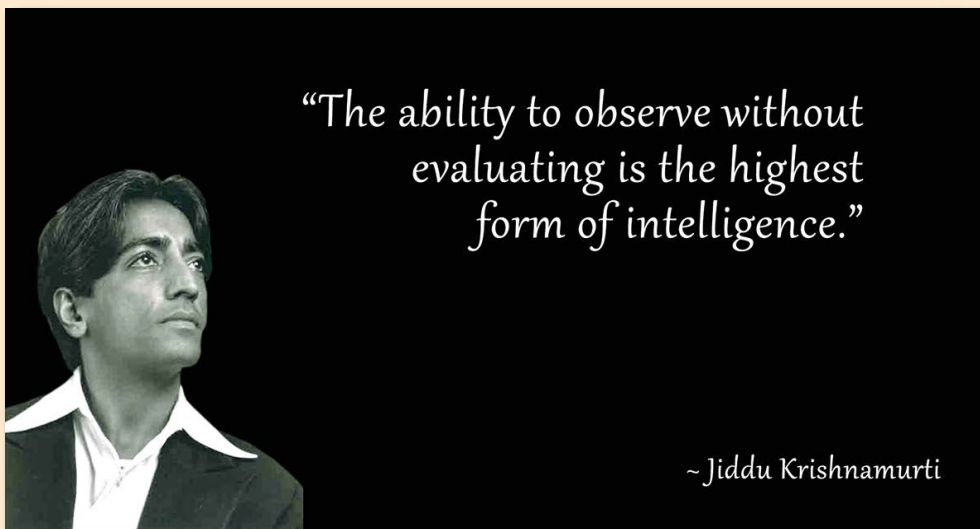 “The ability to observe without
evaluating is the highest
form of intelligence.”
~ Jiddu Krishnamurti